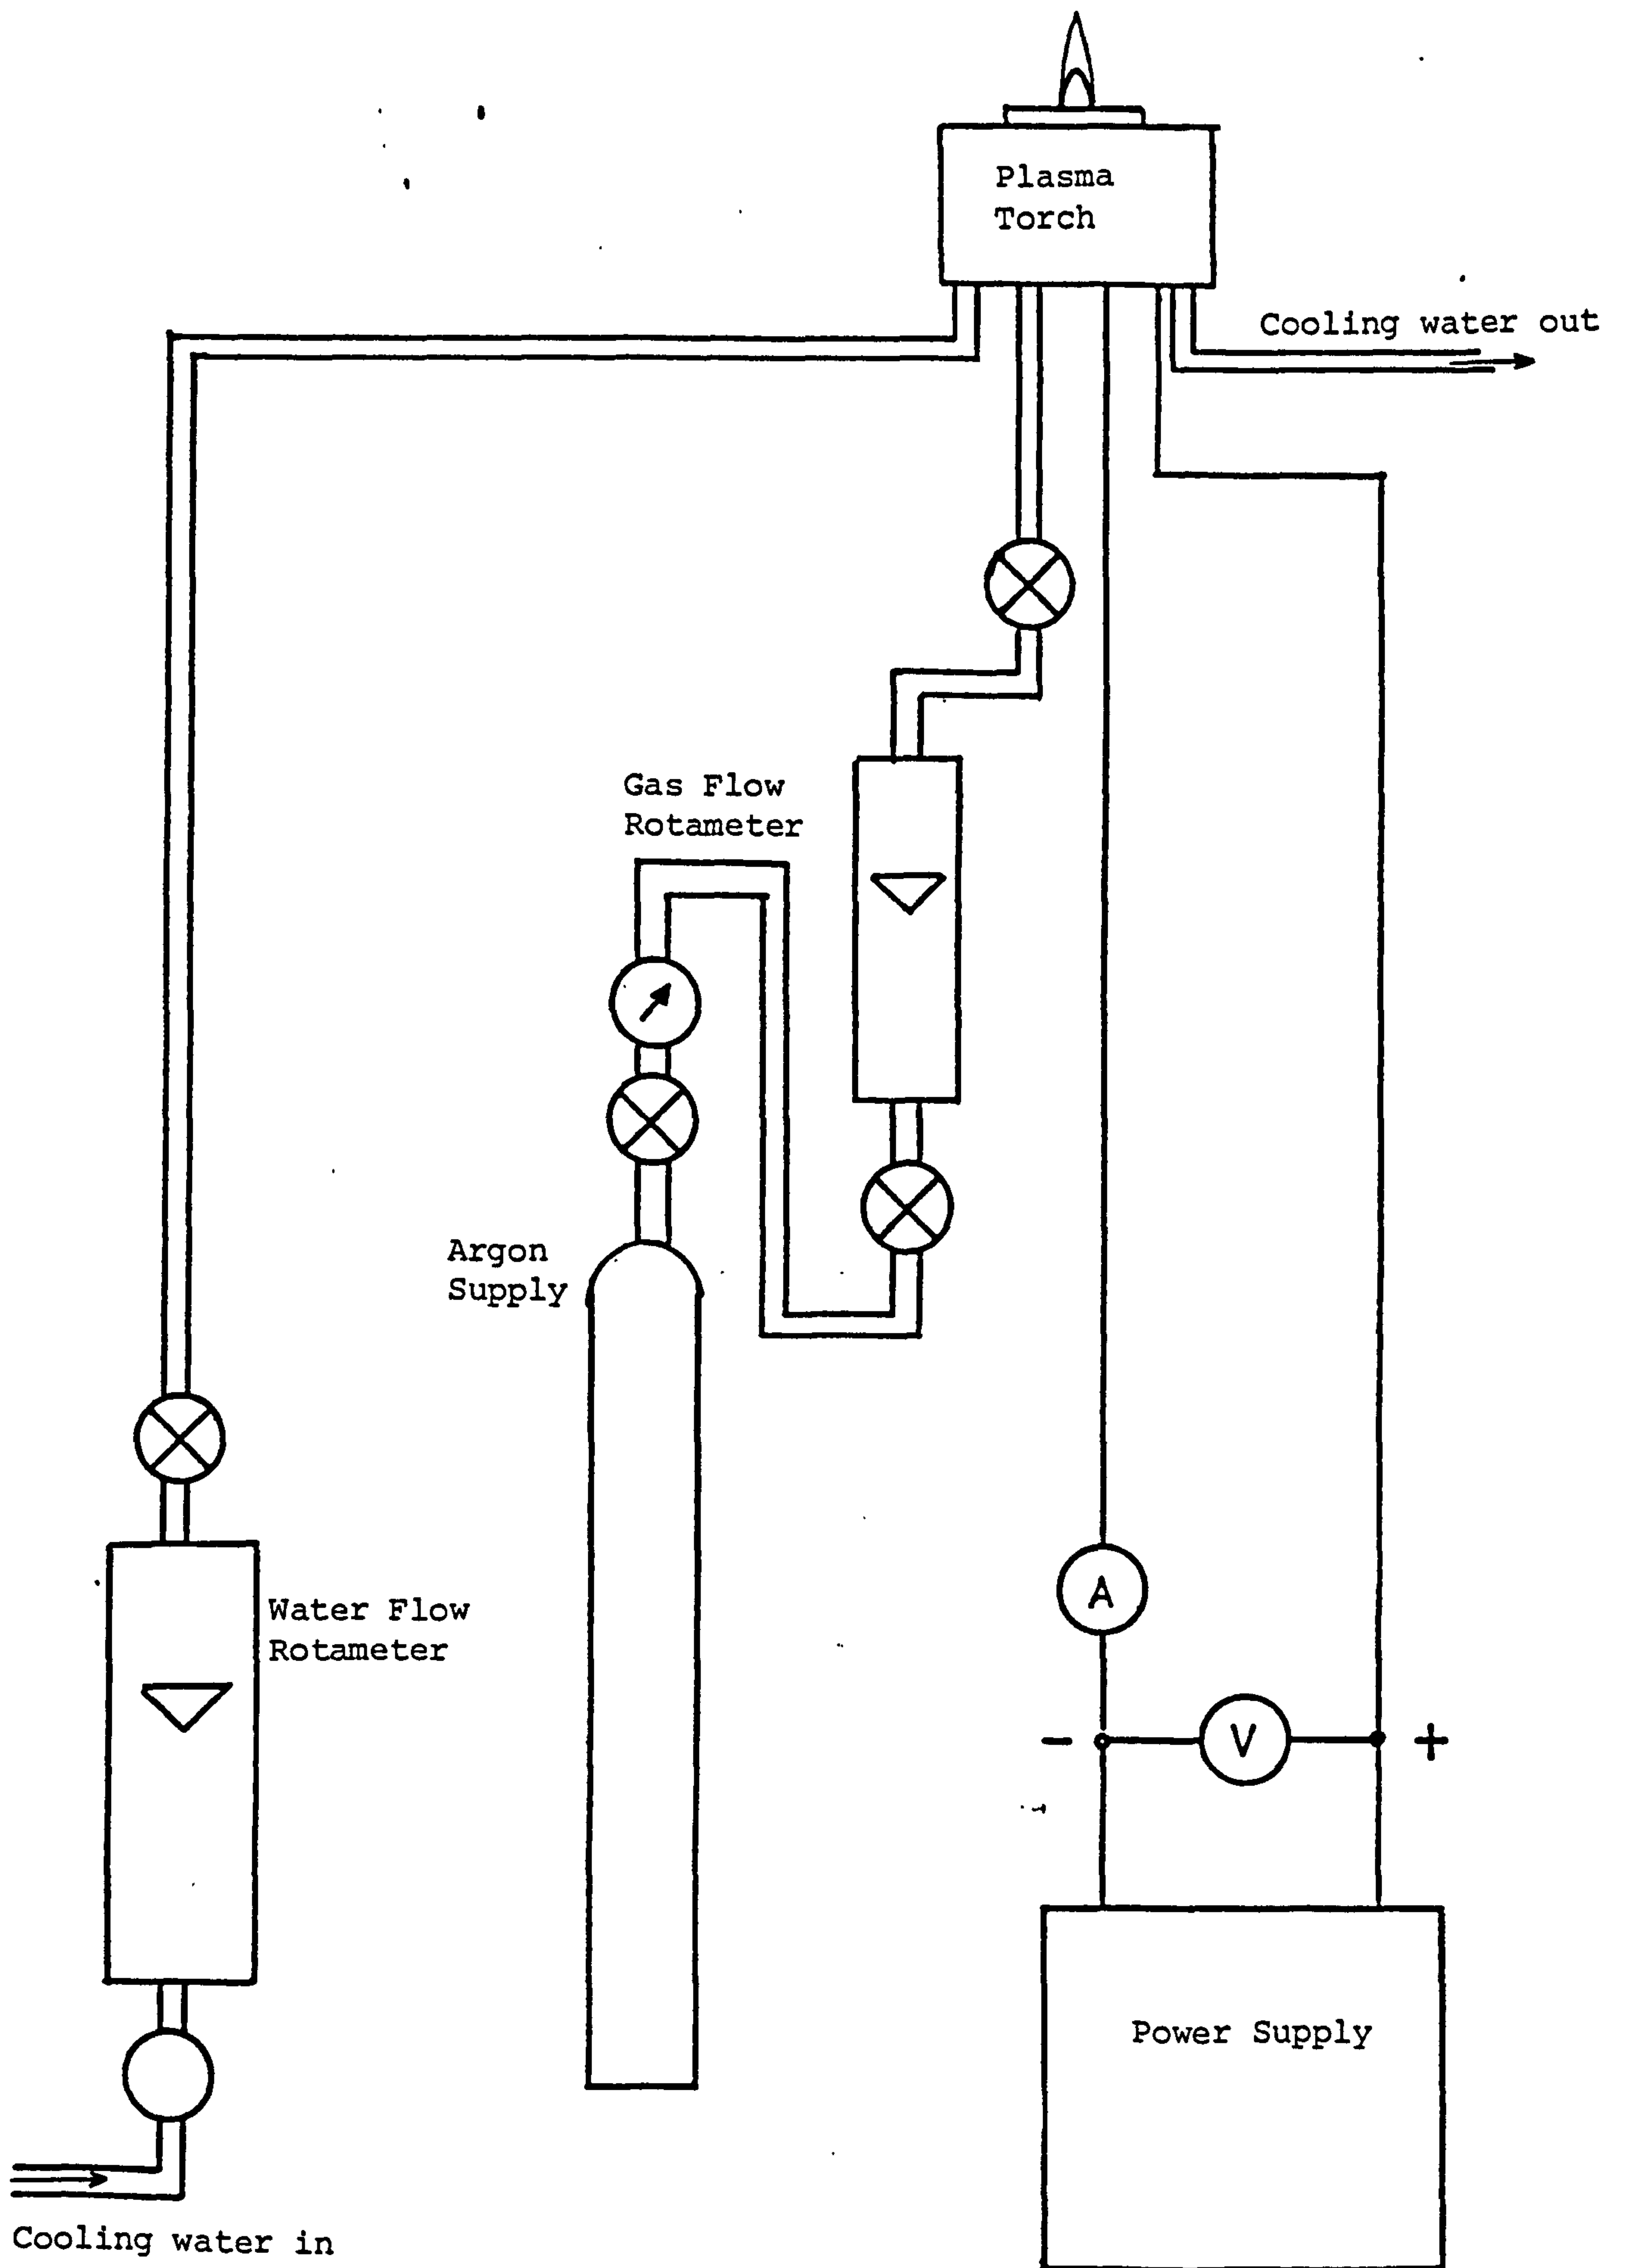 Plasma
Torch
Cooling water out
Gas Flow
Rotameter
Argon
Supply
Water Flow
Rotameter
A
- V +
Power Supply
Cooling water in